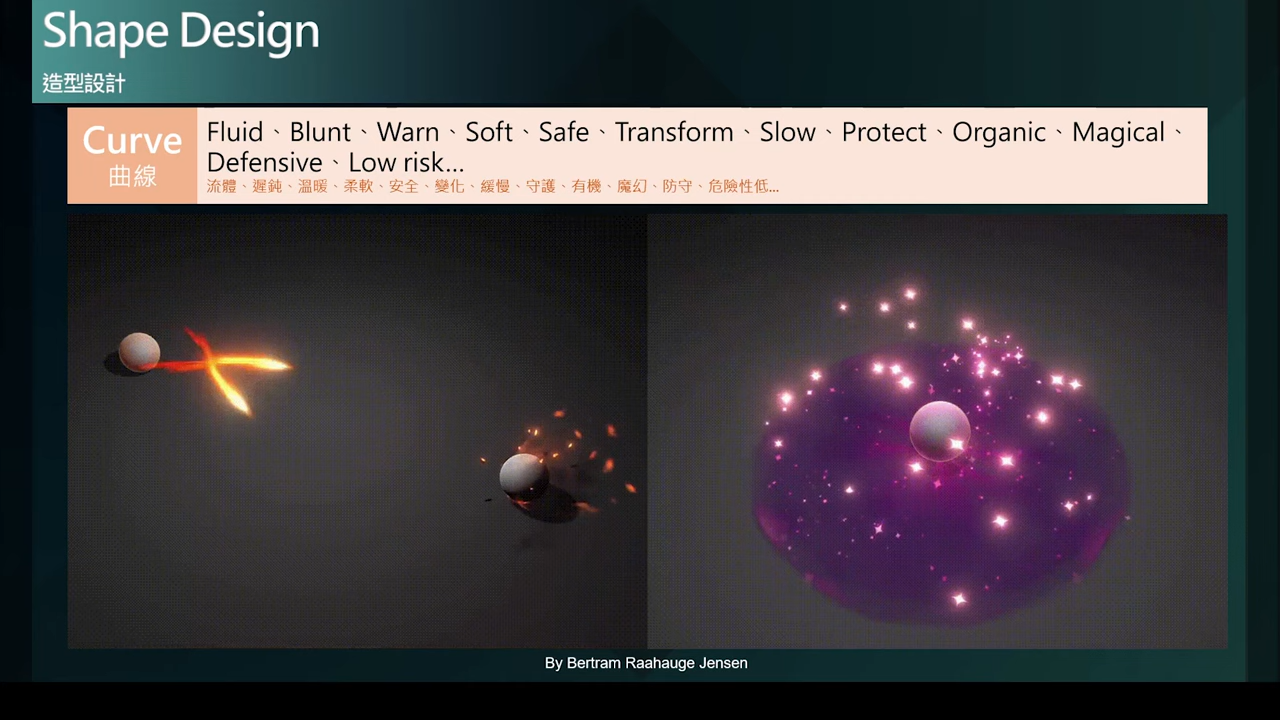 Shape Design
造型設計
Curve
曲線
Fluid、Blunt、Warn、Soft、Safe、Transform、Slow、Protect、Organic、Magical、
Defensive、Low risk...
流體、遲鈍、溫暖、柔軟、安全、變化、緩慢、守護、有機、魔幻、防守、危險性低...
By Bertram Raahauge Jensen